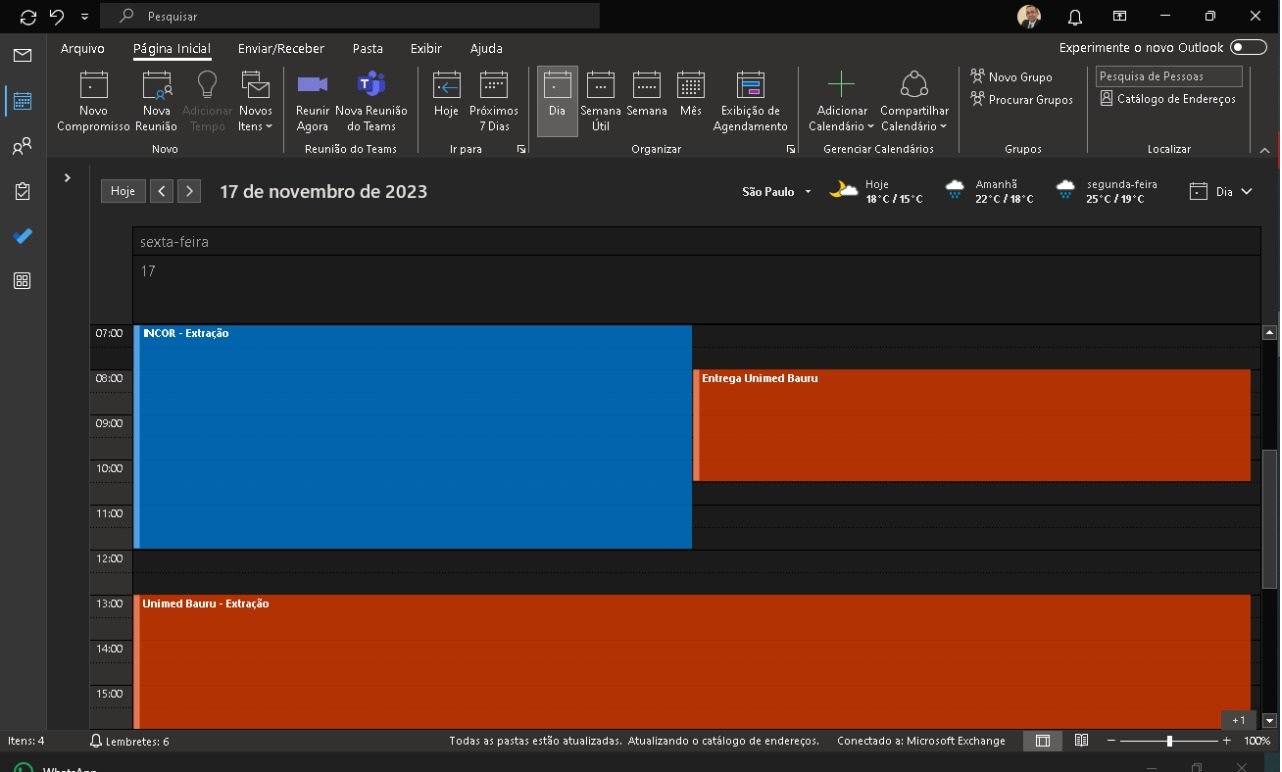 Pesquisar
Arquivo Página Inicial Enviar/Receber Pasta Exibir Ajuda
Experimente o novo Outlook
Novo Compromisso
Nova Reunião
Adicionar Tempo
Novos Itens
Novo
Reunir Agora
Nova Reunião do Teams
Reunião do Teams
Hoje
Próximos 7 Dias
Ir para
Dia
Semana Útil
Semana
Mês
Exibição de Agendamento
Organizar
Adicionar Calendário
Compartilhar Calendário
Gerenciar Calendários
Novo Grupo
Procurar Grupos
Grupos
Pesquisa de Pessoas
Catálogo de Endereços
Localizar
Hoje
17 de novembro de 2023
São Paulo
Hoje
18°C / 15°C
Amanhã
22°C / 18°C
segunda-feira
25°C / 19°C
Dia
sexta-feira
17
07:00
INCOR - Extração
08:00
Entrega Unimed Bauru
09:00
10:00
11:00
12:00
13:00
Unimed Bauru - Extração
14:00
15:00
+1
Itens: 4
Lembretes: 6
Todas as pastas estão atualizadas. Atualizando o catálogo de endereços.
Conectado a: Microsoft Exchange
100%
WhatsApp